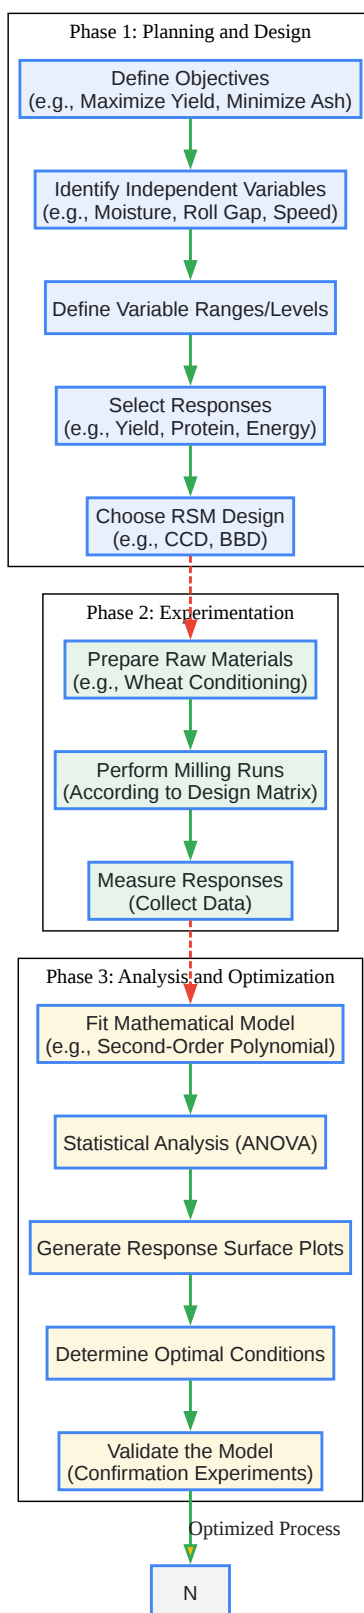 Phase 1: Planning and Design
Define Objectives
(e.g., Maximize Yield, Minimize Ash)
Identify Independent Variables
(e.g., Moisture, Roll Gap, Speed)
Define Variable Ranges/Levels
Select Responses
(e.g., Yield, Protein, Energy)
Choose RSM Design
(e.g., CCD, BBD)
Phase 2: Experimentation
Prepare Raw Materials
(e.g., Wheat Conditioning)
Perform Milling Runs
(According to Design Matrix)
Measure Responses
(Collect Data)
Phase 3: Analysis and Optimization
Fit Mathematical Model
(e.g., Second-Order Polynomial)
Statistical Analysis (ANOVA)
Generate Response Surface Plots
Determine Optimal Conditions
Validate the Model
(Confirmation Experiments)
Optimized Process
N